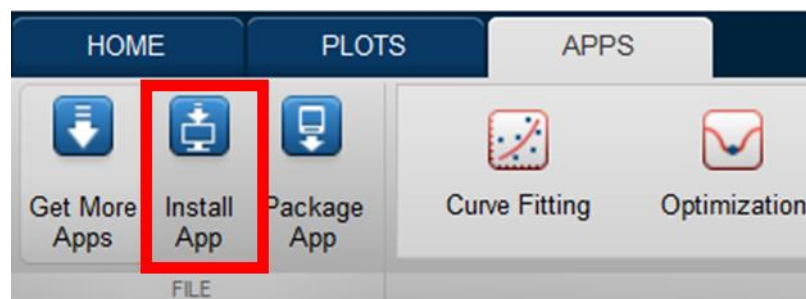 HOME PLOTS APPS
Get More Apps
Install App
Package App
Curve Fitting
Optimization
FILE